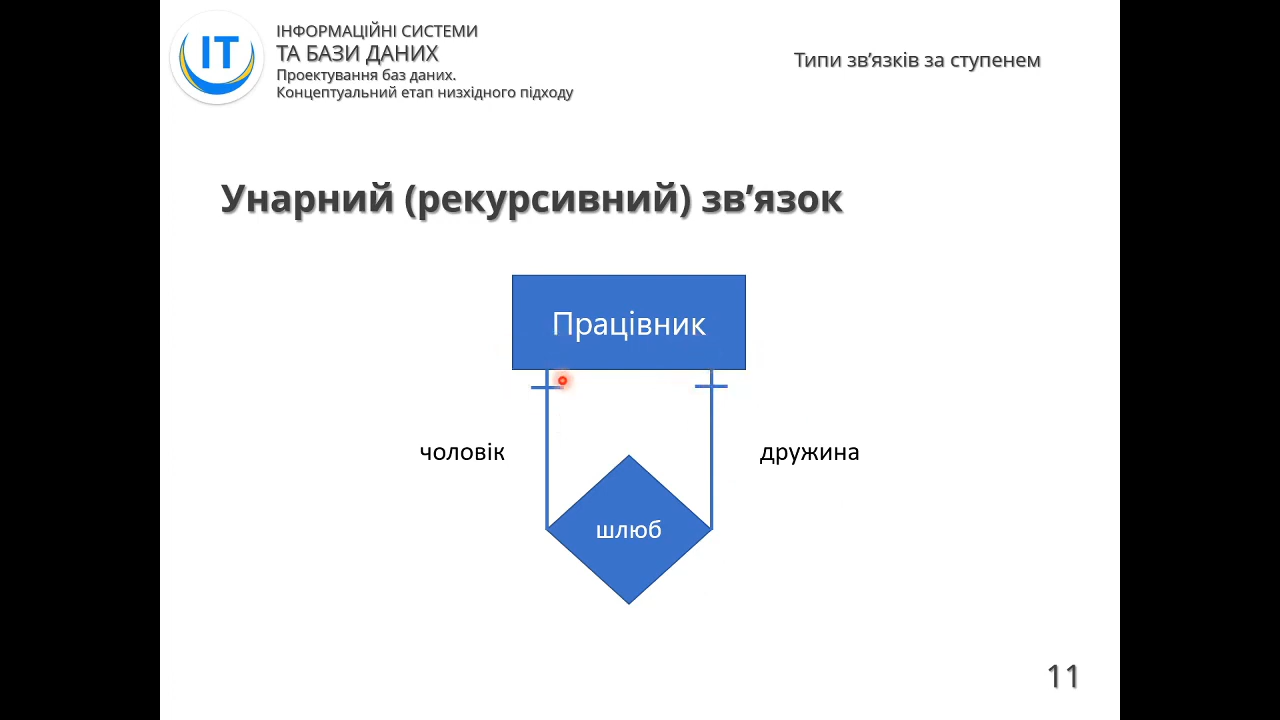 ІТ
ІНФОРМАЦІЙНІ СИСТЕМИ
ТА БАЗИ ДАНИХ
Проектування баз даних.
Концептуальний етап низхідного підходу
Типи зв’язків за ступенем
Унарний (рекурсивний) зв’язок
Працівник
чоловік
дружина
шлюб
11